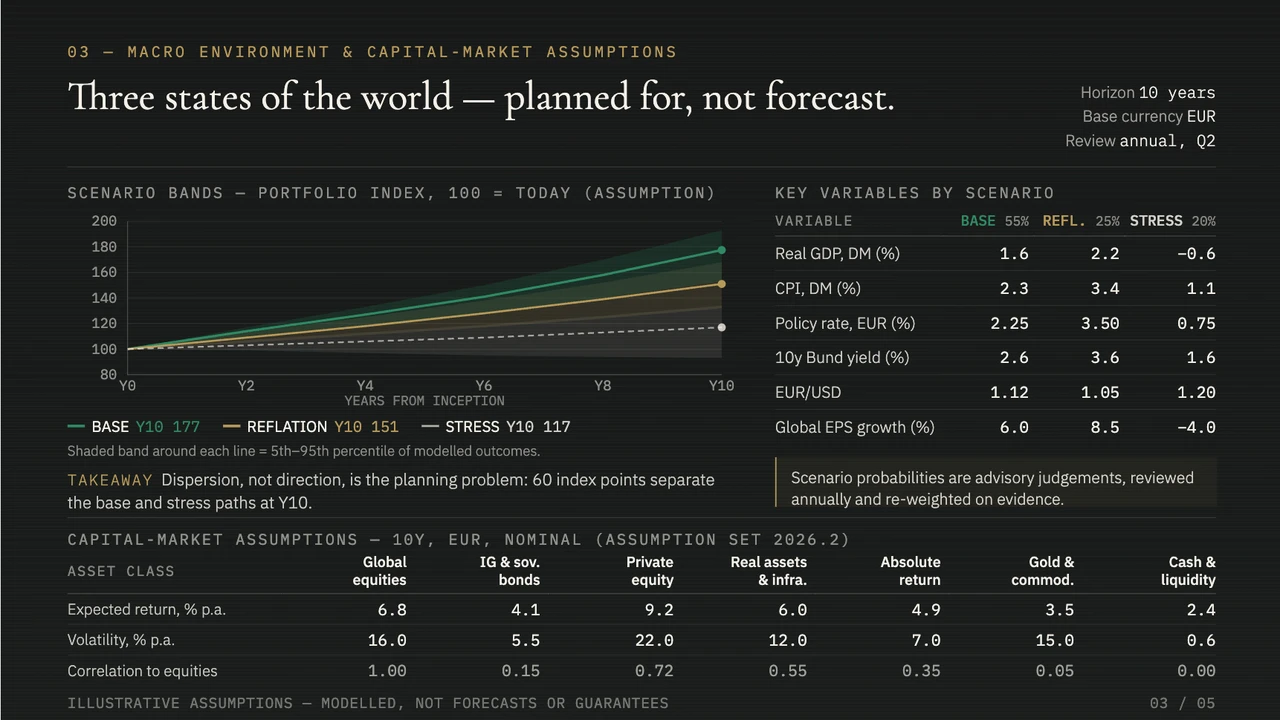 03 — MACRO ENVIRONMENT & CAPITAL-MARKET ASSUMPTIONS
Three states of the world — planned for, not forecast.
Horizon 10 years
Base currency EUR
Review annual, Q2
SCENARIO BANDS — PORTFOLIO INDEX, 100 = TODAY (ASSUMPTION)
200
180
160
140
120
100
80
Y0 Y2 Y4 Y6 Y8 Y10
YEARS FROM INCEPTION
BASE Y10 177 REFLATION Y10 151 STRESS Y10 117
Shaded band around each line = 5th–95th percentile of modelled outcomes.
TAKEAWAY Dispersion, not direction, is the planning problem: 60 index points separate
the base and stress paths at Y10.
KEY VARIABLES BY SCENARIO
VARIABLE BASE 55% REFL. 25% STRESS 20%
Real GDP, DM (%) 1.6 2.2 −0.6
CPI, DM (%) 2.3 3.4 1.1
Policy rate, EUR (%) 2.25 3.50 0.75
10y Bund yield (%) 2.6 3.6 1.6
EUR/USD 1.12 1.05 1.20
Global EPS growth (%) 6.0 8.5 −4.0
Scenario probabilities are advisory judgements, reviewed
annually and re-weighted on evidence.
CAPITAL-MARKET ASSUMPTIONS — 10Y, EUR, NOMINAL (ASSUMPTION SET 2026.2)
ASSET CLASS Global equities IG & sov. bonds Private equity Real assets & infra. Absolute return Gold & commod. Cash & liquidity
Expected return, % p.a. 6.8 4.1 9.2 6.0 4.9 3.5 2.4
Volatility, % p.a. 16.0 5.5 22.0 12.0 7.0 15.0 0.6
Correlation to equities 1.00 0.15 0.72 0.55 0.35 0.05 0.00
ILLUSTRATIVE ASSUMPTIONS — MODELLED, NOT FORECASTS OR GUARANTEES
03 / 05